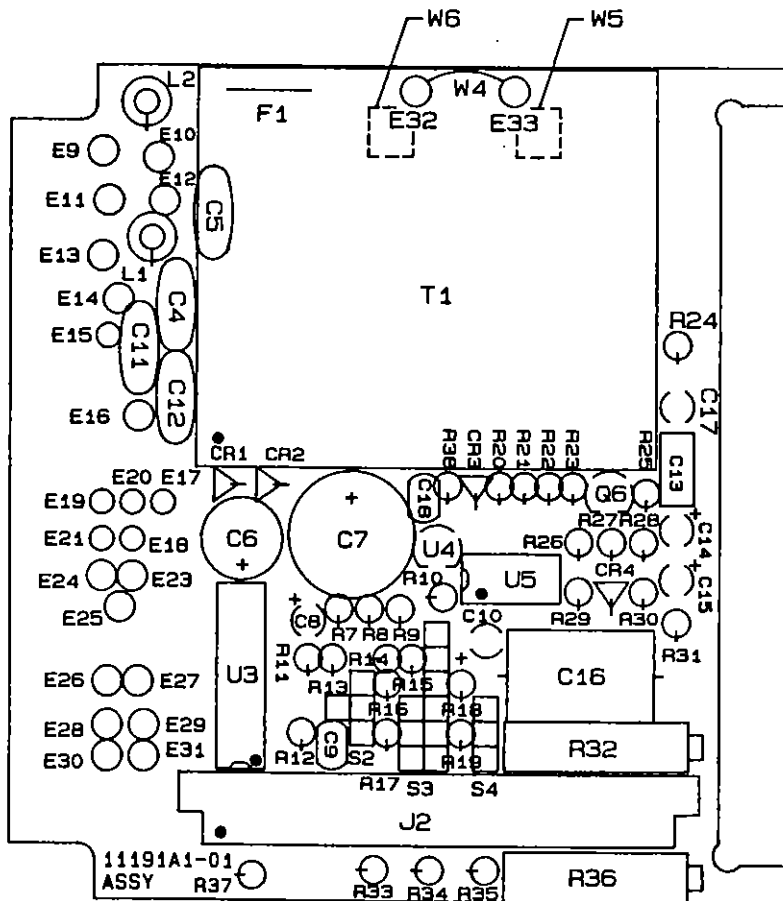 W6
W5
L2
F1
W4
E32
E33
E9
E10
E11
E12
C5
E13
L1
E14
C4
T1
E15
C11
R24
E16
C12
C17
CR1
CR2
R38
CR3
R20
R21
R22
R23
R25
C13
E19
E20
E17
C18
Q6
E21
E18
C6
C7
U4
R26
R27
R28
C14
E24
E23
R10
U5
CR4
C15
E25
C8
R7
R8
R9
C10
R29
R30
R31
U3
R11
R13
R14
R15
C16
E26
E27
R16
R18
E28
E29
R12
C9
S2
R19
R32
E30
E31
R17
S3
S4
J2
11191A1-01
ASSY
R37
R33
R34
R35
R36